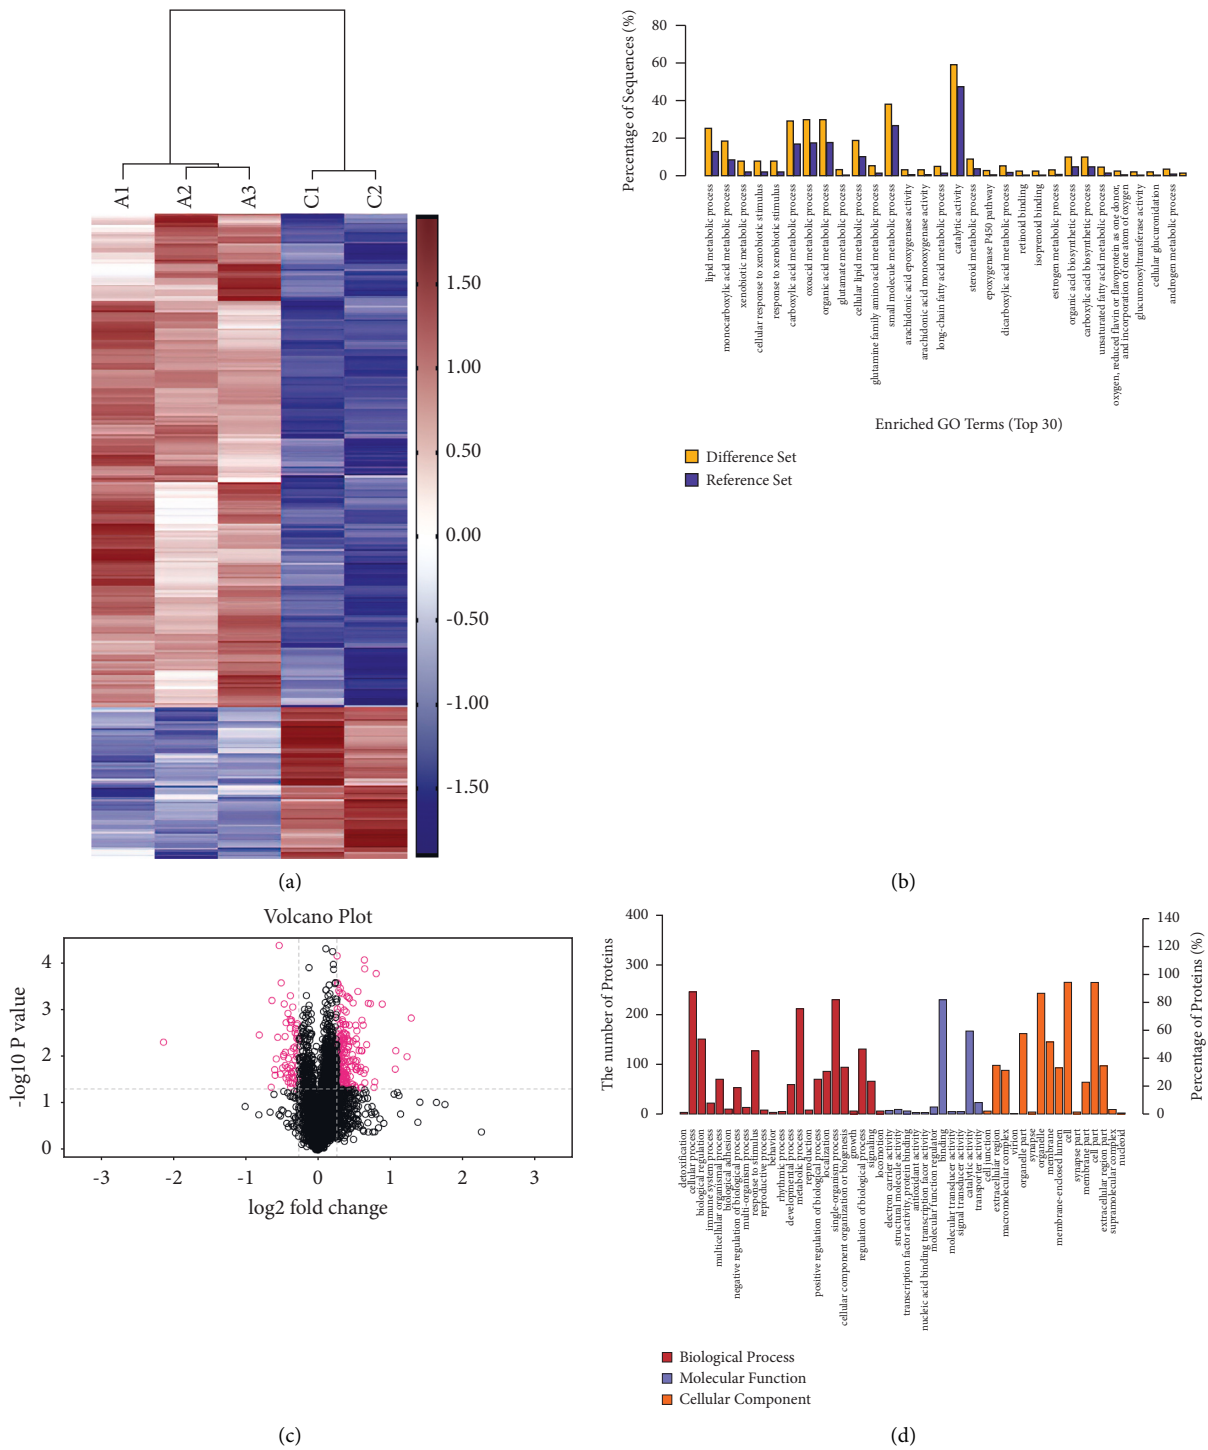 A1
A2
A3
C1
C2
1.50
1.00
0.50
0.00
-0.50
-1.00
-1.50
(a)
Percentage of Sequences (%)
80
60
40
20
0
lipid metabolic process
monocarboxylic acid metabolic process
xenobiotic metabolic process
cellular response to xenobiotic stimulus
response to xenobiotic stimulus
carboxylic acid metabolic process
oxoacid metabolic process
organic acid metabolic process
glutamate metabolic process
cellular lipid metabolic process
glutamine family amino acid metabolic process
small molecule metabolic process
arachidonic acid epoxygenase activity
arachidonic acid monooxygenase activity
long-chain fatty acid metabolic process
catalytic activity
steroid metabolic process
epoxygenase P450 pathway
dicarboxylic acid metabolic process
retinoid binding
isoprenoid binding
estrogen metabolic process
organic acid biosynthetic process
carboxylic acid biosynthetic process
unsaturated fatty acid metabolic process
oxygen, reduced flavin or flavoprotein as one donor,
and incorporation of one atom of oxygen
glucuronosyltransferase activity
cellular glucuronidation
androgen metabolic process
Enriched GO Terms (Top 30)
Difference Set
Reference Set
(b)
Volcano Plot
-log10 P value
4
3
2
1
0
-3
-2
-1
0
1
2
3
log2 fold change
(c)
The number of Proteins
400
300
200
100
0
140
120
100
80
60
40
20
0
Percentage of Proteins (%)
detoxification
cellular process
biological regulation
immune system process
multicellular organismal process
biological adhesion
negative regulation of biological process
multi-organism process
response to stimulus
reproductive process
behavior
rhythmic process
developmental process
metabolic process
reproduction
positive regulation of biological process
localization
single-organism process
cellular component organization or biogenesis
growth
regulation of biological process
signaling
locomotion
electron carrier activity
structural molecule activity
transcription factor activity, protein binding
antioxidant activity
nucleic acid binding transcription facor activity
molecular function regulator
binding
molecular transducer activity
signal transducer activity
catalytic activity
transporter activity
cell junction
extracellular region
macromolecular complex
virion
organelle part
synapse
organelle
membrane
membrane-enclosed lumen
cell
synapse part
membrane part
cell part
extracellular region part
supramolecular complex
nucleoid
Biological Process
Molecular Function
Cellular Component
(d)